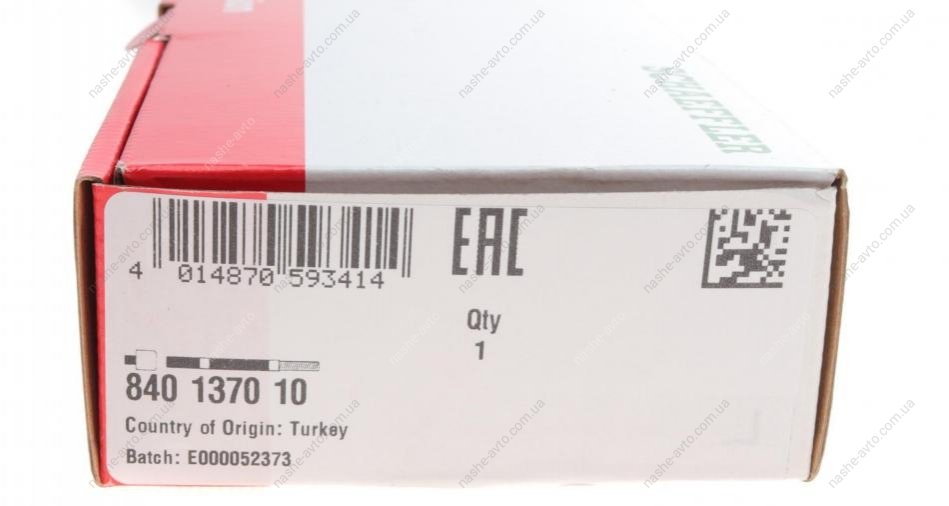 SCHAEFFLER
EAC
4 014870 593414
Qty
1
840 1370 10
Country of Origin: Turkey
Batch: E000052373
nashe-avto.com.ua